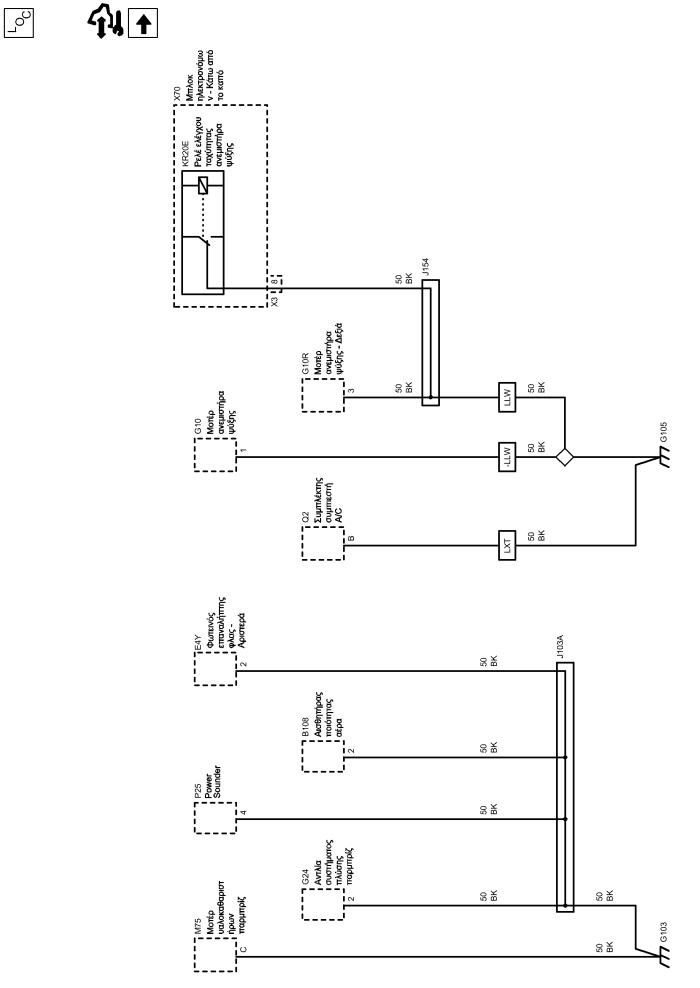 LOC
M75
Μοτέρ
υαλοκαθαριστ
ήρων
παρμπρίζ
C
50
BK
G103
G24
Αντλία
συστήματος
πλύσης
παρμπρίζ
2
50
BK
50
BK
P25
Power
Sounder
4
50
BK
B108
Αισθητήρας
ποιότητας
αέρα
2
50
BK
E4Y
Φωτεινός
επαναλήπτης
φλας -
Αριστερά
2
50
BK
J103A
Q2
Συμπλέκτης
συμπιεστή
A/C
B
LXT
50
BK
G10
Μοτέρ
ανεμιστήρα
ψύξης
1
-LLW
50
BK
G105
G10R
Μοτέρ
ανεμιστήρα
ψύξης - Δεξιά
3
50
BK
LLW
50
BK
J154
X70
Μπλοκ
ηλεκτρονόμω
ν - Κάτω από
το καπό
KR20E
Ρελέ ελέγχου
ταχύτητας
ανεμιστήρα
ψύξης
8
X3
50
BK